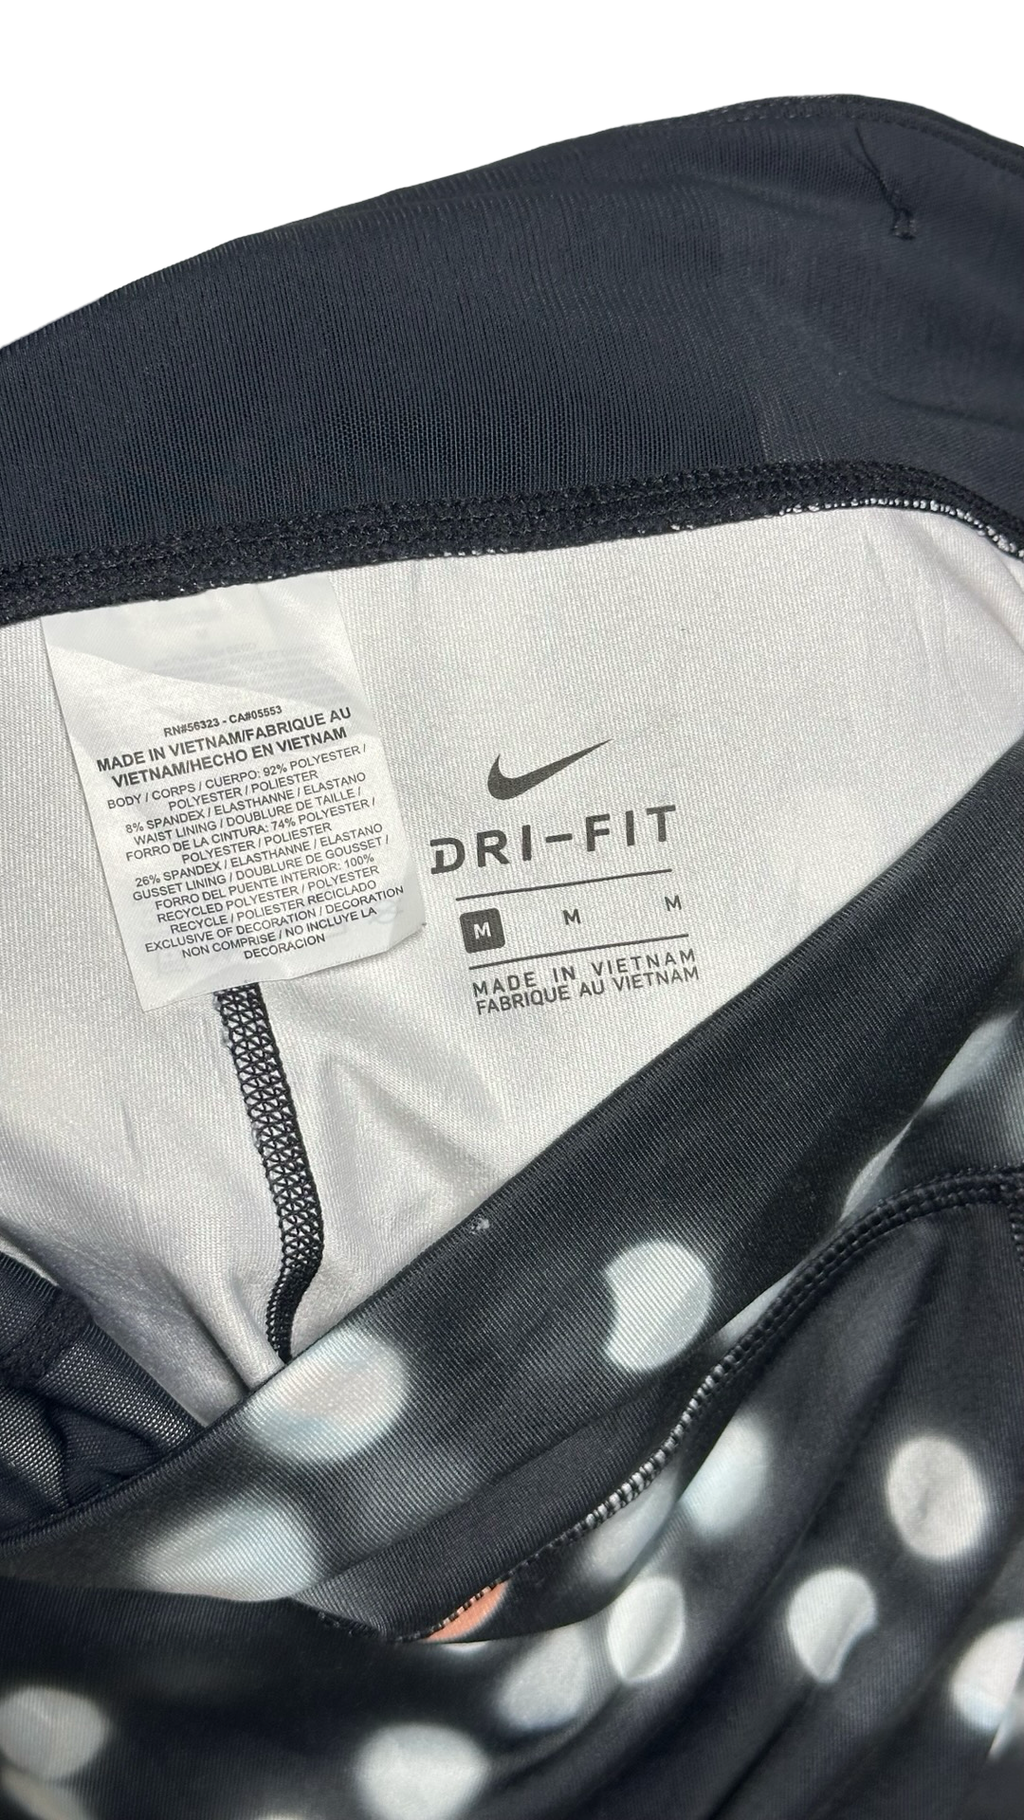 RN#56323 - CA#05553
MADE IN VIETNAM/FABRIQUE AU
VIETNAM/HECHO EN VIETNAM
BODY / CORPS / CUERPO: 92% POLYESTER /
POLYESTER / POLIESTER
8% SPANDEX / ELASTHANNE / ELASTANO
WAIST LINING / DOUBLURE DE TAILLE /
FORRO DE LA CINTURA: 74% POLYESTER /
POLYESTER / POLIESTER
26% SPANDEX / ELASTHANNE / ELASTANO
GUSSET LINING / DOUBLURE DE GOUSSET /
FORRO DEL PUENTE INTERIOR: 100%
RECYCLED POLYESTER / POLYESTER
RECYCLE / POLIESTER RECICLADO
EXCLUSIVE OF DECORATION / DECORATION
NON COMPRISE / NO INCLUYE LA
DECORACION
DRI-FIT
M M M
MADE IN VIETNAM
FABRIQUE AU VIETNAM